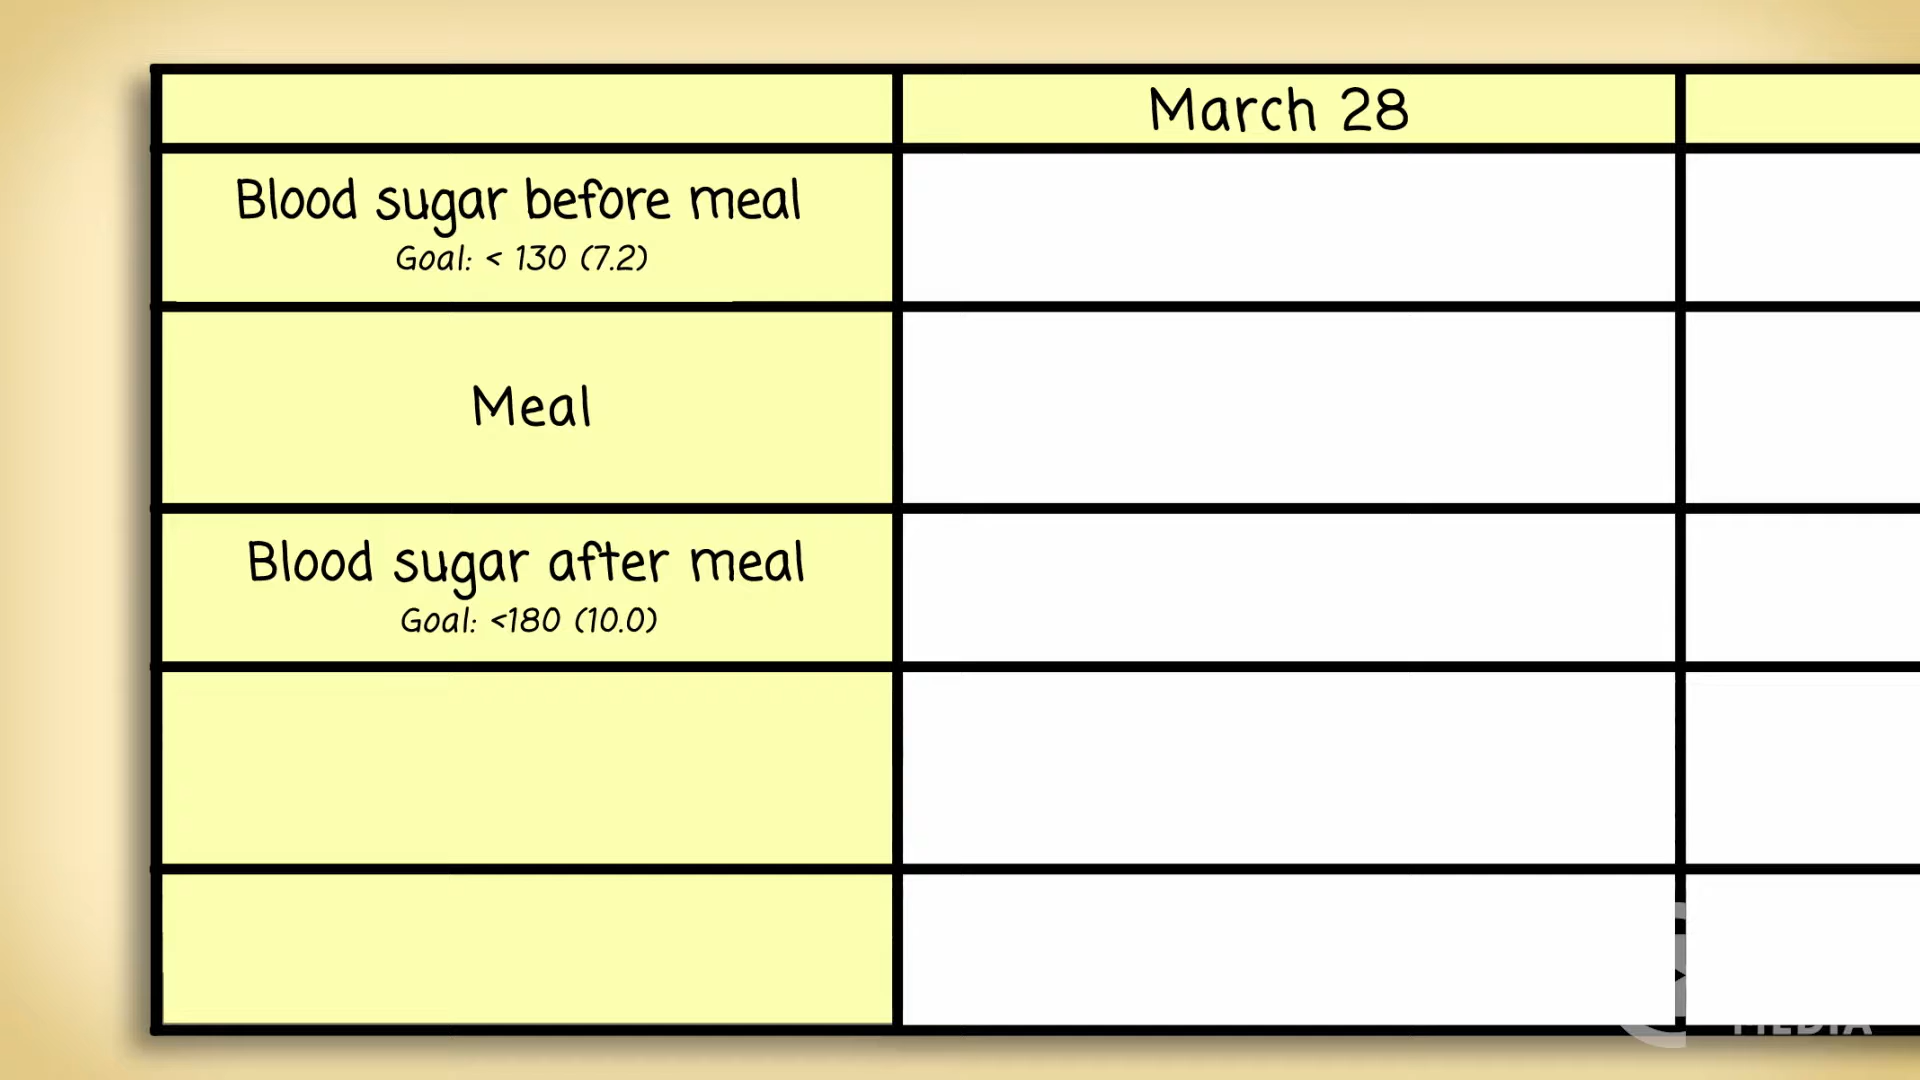 March 28
Blood sugar before meal
Goal: < 130 (7.2)
Meal
Blood sugar after meal
Goal: <180 (10.0)
MEDIA